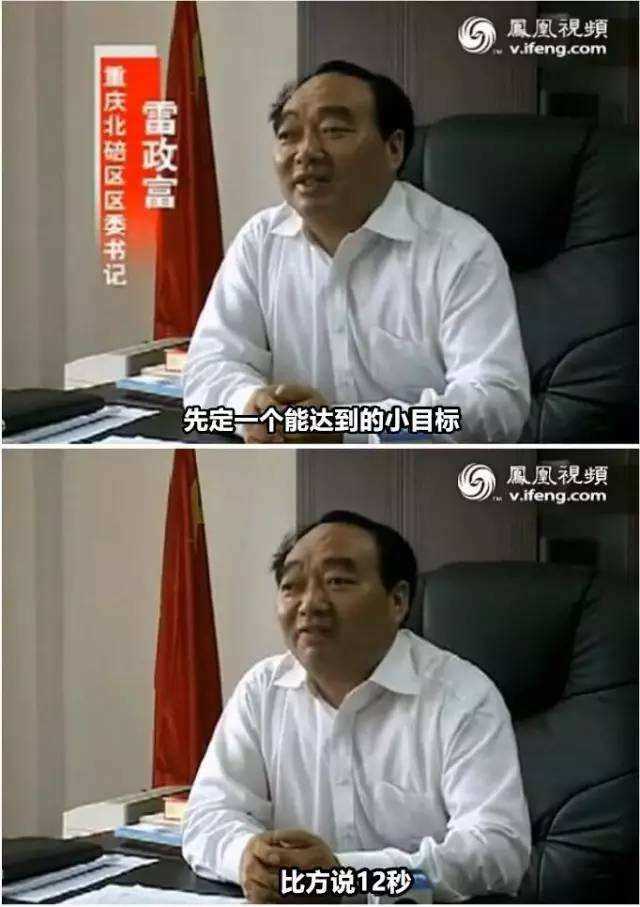 鳳凰视頻
v.ifeng.com
雷政富
重庆北碚区区委书记
先定一个能达到的小目标
鳳凰视頻
v.ifeng.com
比方说12秒